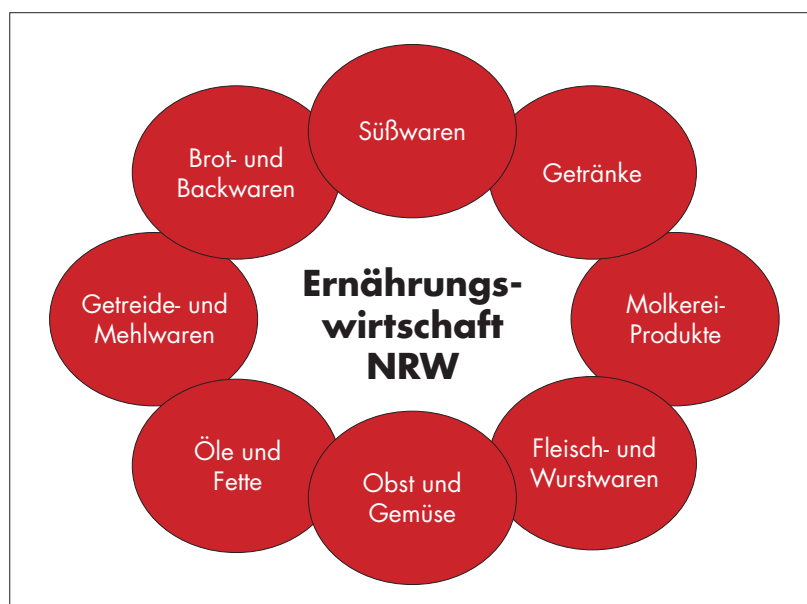 Süßwaren
Brot- und
Backwaren
Getränke
Ernährungs-
wirtschaft
NRW
Getreide- und
Mehlwaren
Molkerei-
Produkte
Öle und
Fette
Obst und
Gemüse
Fleisch- und
Wurstwaren